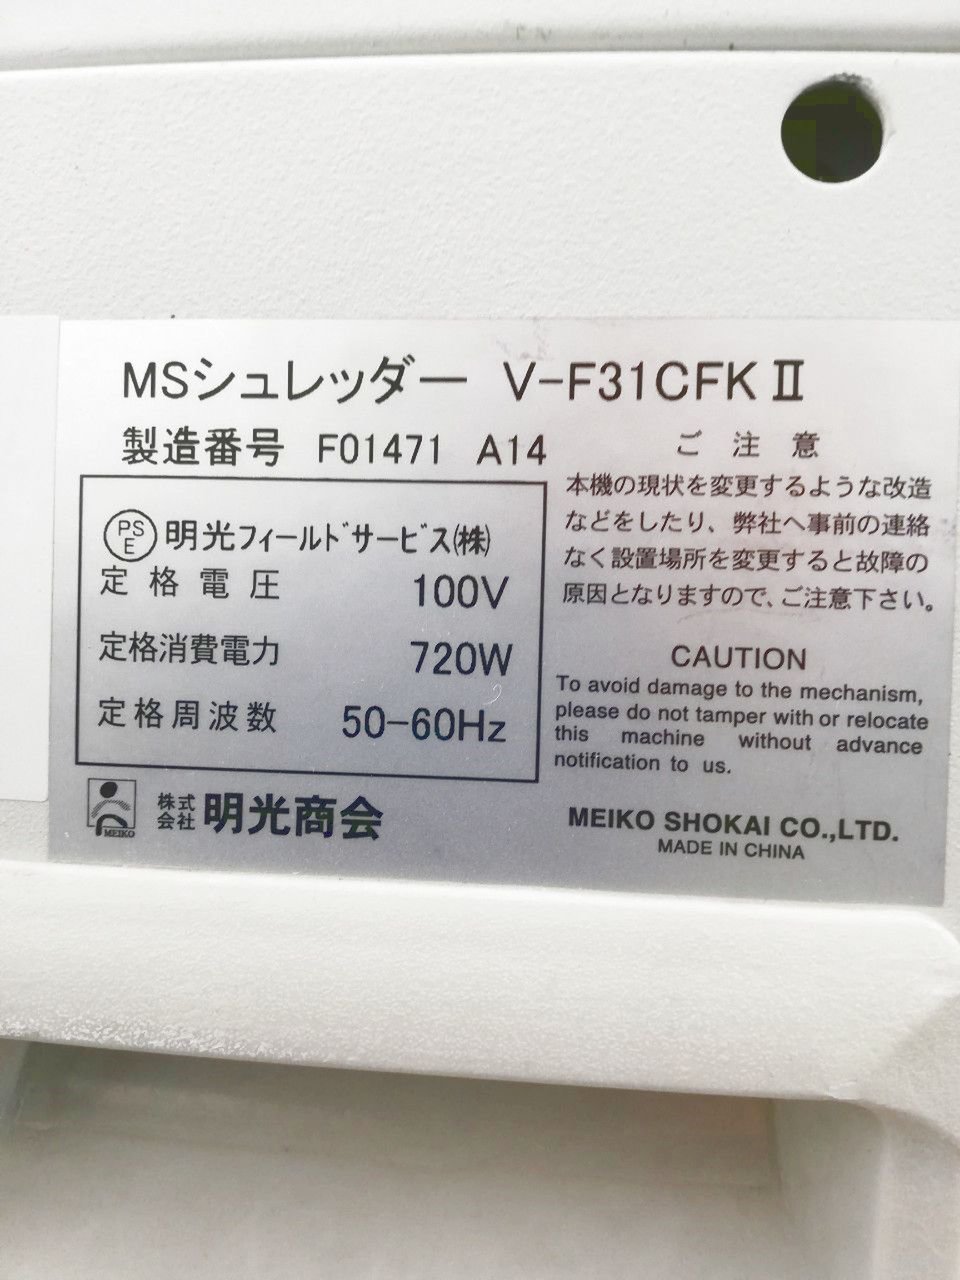 MSシュレッダー V-F31CFKⅡ
製造番号 F01471 A14
PSE 明光フィールドサービス㈱
定格電圧 100V
定格消費電力 720W
定格周波数 50-60Hz
ご注意
本機の現状を変更するような改造
などをしたり、弊社へ事前の連絡
なく設置場所を変更すると故障の
原因となりますので、ご注意下さい。
CAUTION
To avoid damage to the mechanism,
please do not tamper with or relocate
this machine without advance
notification to us.
MEIKO
株式会社 明光商会
MEIKO SHOKAI CO.,LTD.
MADE IN CHINA